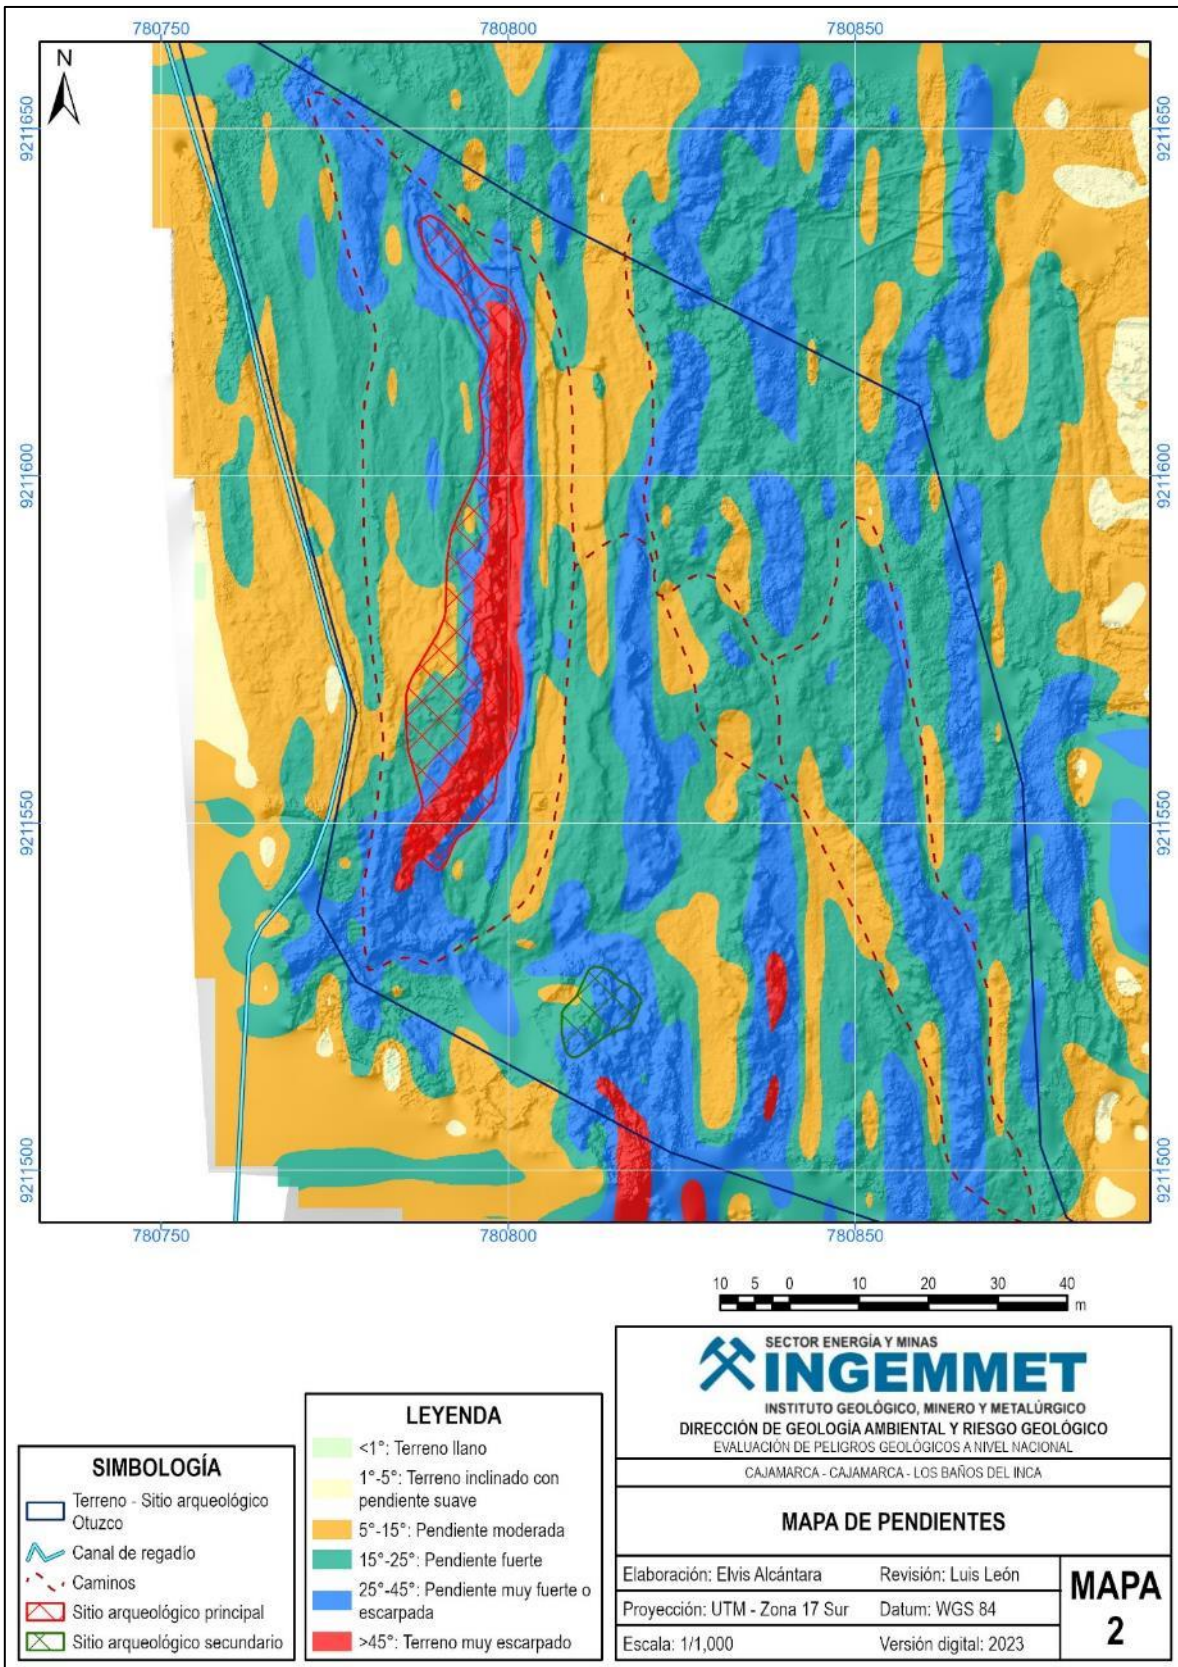 780750
780800
780850
N
9211650
9211650
9211600
9211600
9211550
9211550
9211500
9211500
780750
780800
780850
10 5 0 10 20 30 40
m
SIMBOLOGÍA
Terreno - Sitio arqueológico
Otuzco
Canal de regadío
Caminos
Sitio arqueológico principal
Sitio arqueológico secundario
LEYENDA
<1°: Terreno llano
1°-5°: Terreno inclinado con
pendiente suave
5°-15°: Pendiente moderada
15°-25°: Pendiente fuerte
25°-45°: Pendiente muy fuerte o
escarpada
>45°: Terreno muy escarpado
SECTOR ENERGÍA Y MINAS
INGEMMET
INSTITUTO GEOLÓGICO, MINERO Y METALÚRGICO
DIRECCIÓN DE GEOLOGÍA AMBIENTAL Y RIESGO GEOLÓGICO
EVALUACIÓN DE PELIGROS GEOLÓGICOS A NIVEL NACIONAL
CAJAMARCA - CAJAMARCA - LOS BAÑOS DEL INCA
MAPA DE PENDIENTES
Elaboración: Elvis Alcántara Revisión: Luis León
Proyección: UTM - Zona 17 Sur Datum: WGS 84
Escala: 1/1,000 Versión digital: 2023
MAPA
2